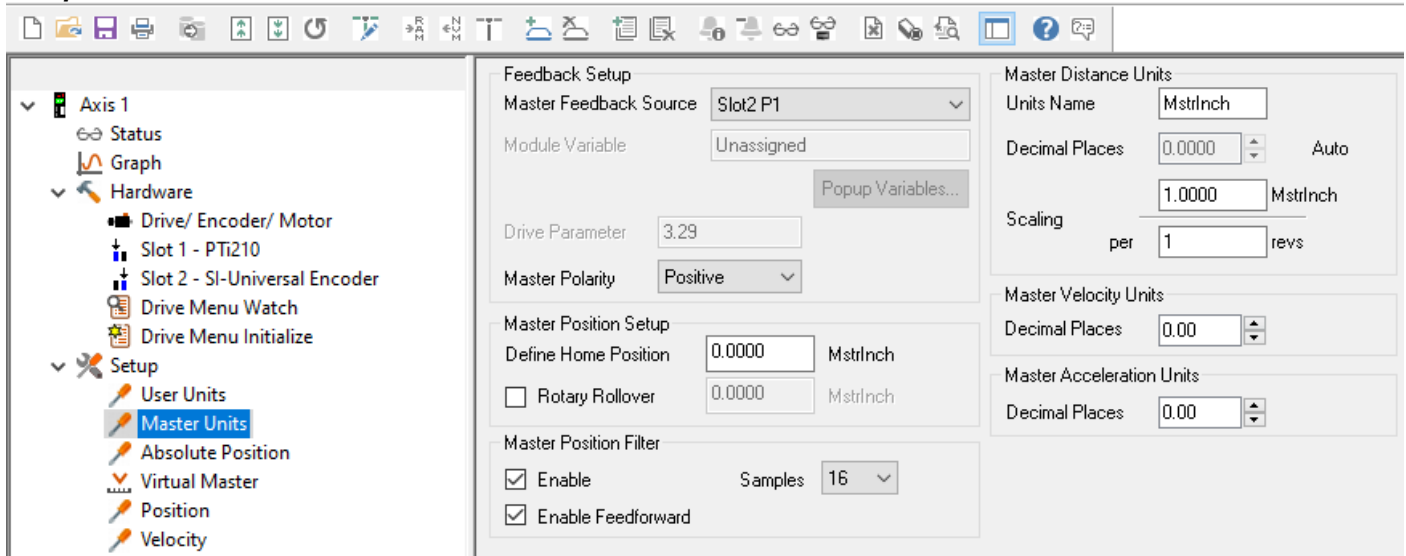 R
A
M
N
V
M
Axis 1
Status
Graph
Hardware
Drive/ Encoder/ Motor
Slot 1 - PTi210
Slot 2 - SI-Universal Encoder
Drive Menu Watch
Drive Menu Initialize
Setup
User Units
Master Units
Absolute Position
Virtual Master
Position
Velocity
Feedback Setup
Master Feedback Source Slot2 P1
Module Variable Unassigned
Popup Variables...
Drive Parameter 3.29
Master Polarity Positive
Master Position Setup
Define Home Position 0.0000 MstrInch
Rotary Rollover 0.0000 MstrInch
Master Position Filter
Enable Samples 16
Enable Feedforward
Master Distance Units
Units Name MstrInch
Decimal Places 0.0000 Auto
1.0000 MstrInch
Scaling
per 1 revs
Master Velocity Units
Decimal Places 0.00
Master Acceleration Units
Decimal Places 0.00